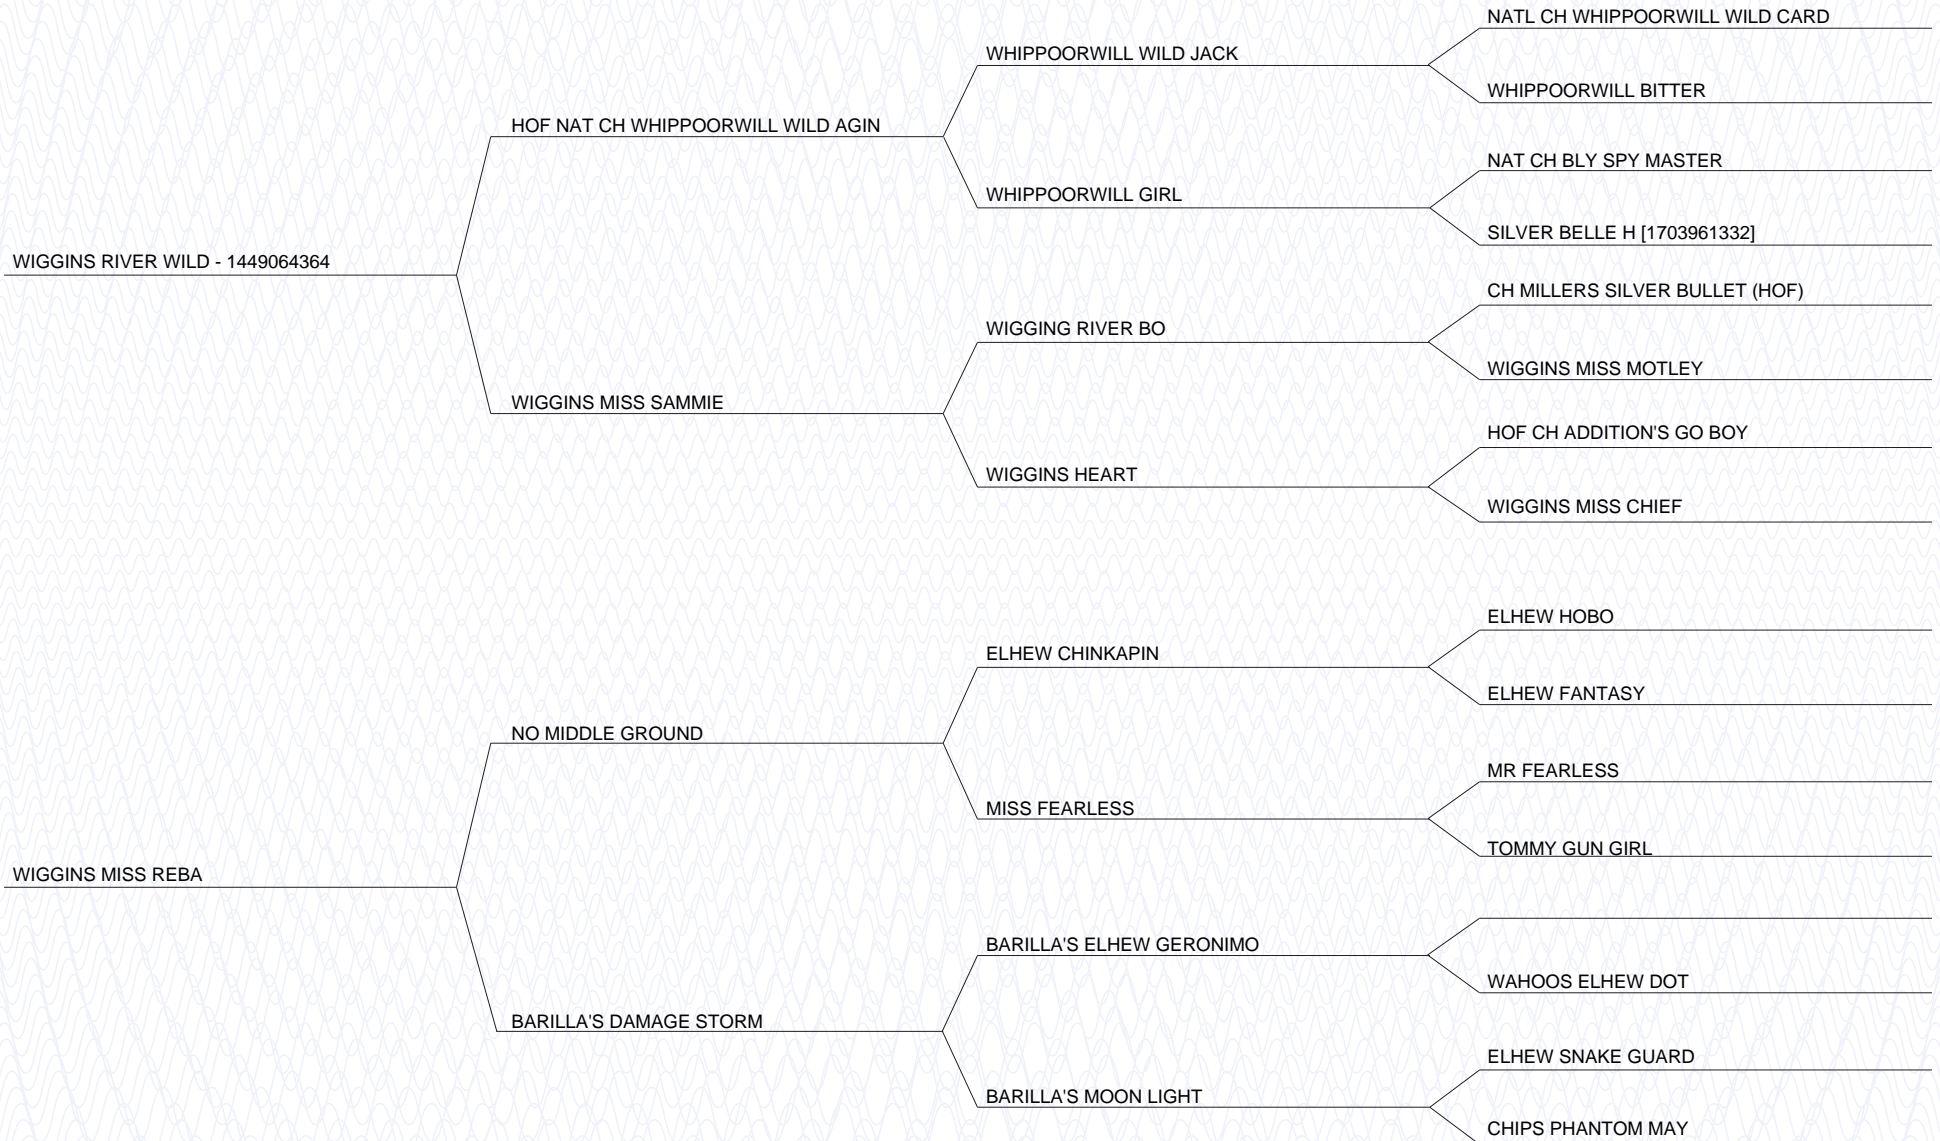 NATL CH WHIPPOORWILL WILD CARD
WHIPPOORWILL WILD JACK
WHIPPOORWILL BITTER
HOF NAT CH WHIPPOORWILL WILD AGIN
NAT CH BLY SPY MASTER
WHIPPOORWILL GIRL
SILVER BELLE H [1703961332]
WIGGINS RIVER WILD - 1449064364
CH MILLERS SILVER BULLET (HOF)
WIGGING RIVER BO
WIGGINS MISS MOTLEY
WIGGINS MISS SAMMIE
HOF CH ADDITION'S GO BOY
WIGGINS HEART
WIGGINS MISS CHIEF
ELHEW HOBO
ELHEW CHINKAPIN
ELHEW FANTASY
NO MIDDLE GROUND
MR FEARLESS
MISS FEARLESS
TOMMY GUN GIRL
WIGGINS MISS REBA
BARILLA'S ELHEW GERONIMO
WAHOOS ELHEW DOT
BARILLA'S DAMAGE STORM
ELHEW SNAKE GUARD
BARILLA'S MOON LIGHT
CHIPS PHANTOM MAY